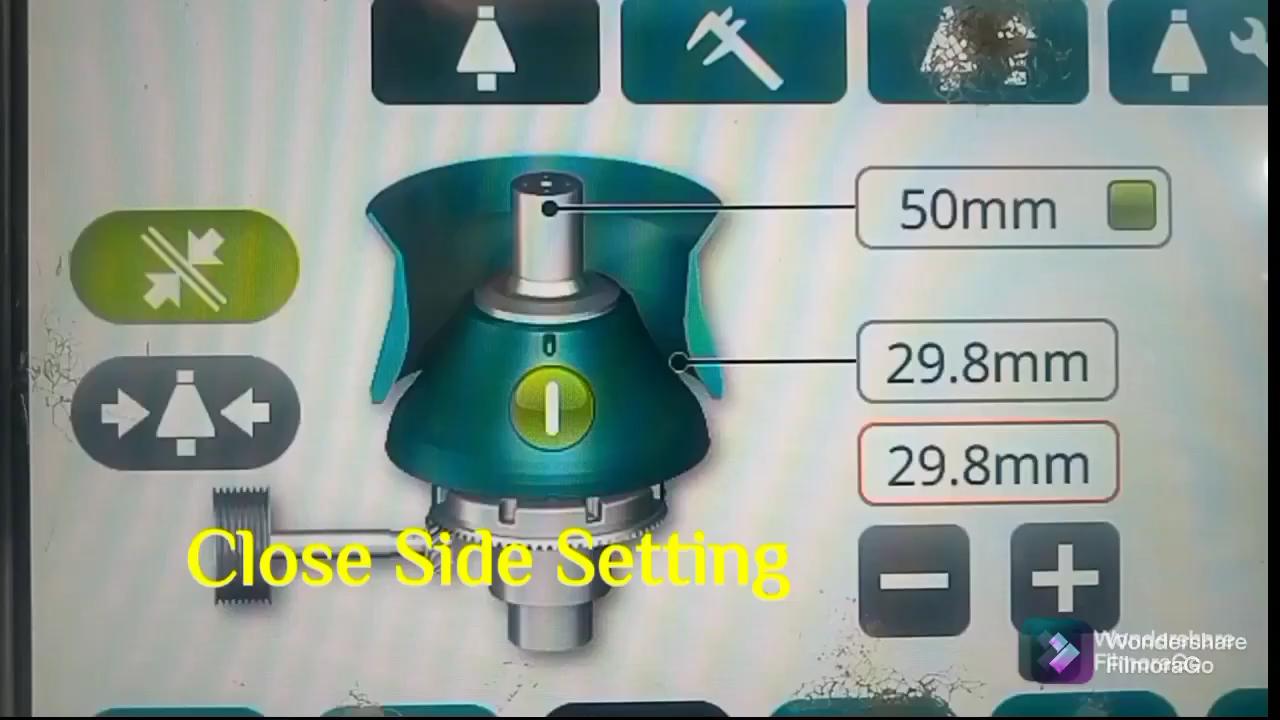 50mm
29.8mm
29.8mm
Close Side Setting
Wondershare
FilmoraGo